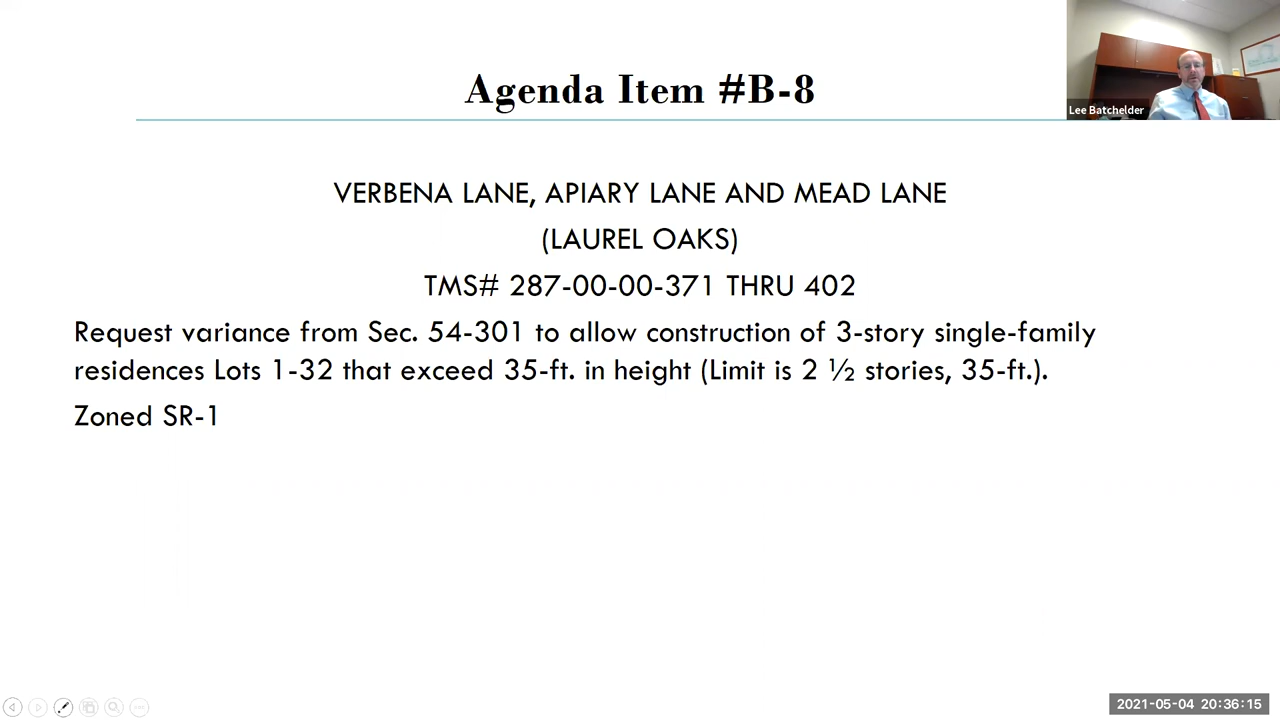 Agenda Item #B-8
Lee Batchelder
VERBENA LANE, APIARY LANE AND MEAD LANE
(LAUREL OAKS)
TMS# 287-00-00-371 THRU 402
Request variance from Sec. 54-301 to allow construction of 3-story single-family
residences Lots 1-32 that exceed 35-ft. in height (Limit is 2 ½ stories, 35-ft.).
Zoned SR-1
2021-05-04 20:36:15